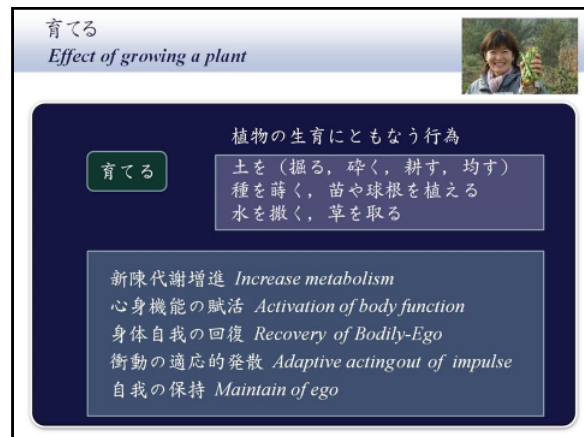 育てる
Effect of growing a plant
植物の生育にともなう行為
育てる
土を（掘る，砕く，耕す，均す）
種を蒔く，苗や球根を植える
水を撒く，草を取る
新陳代謝増進 Increase metabolism
心身機能の賦活 Activation of body function
身体自我の回復 Recovery of Bodily-Ego
衝動の適応的発散 Adaptive actingout of impulse
自我の保持 Maintain of ego